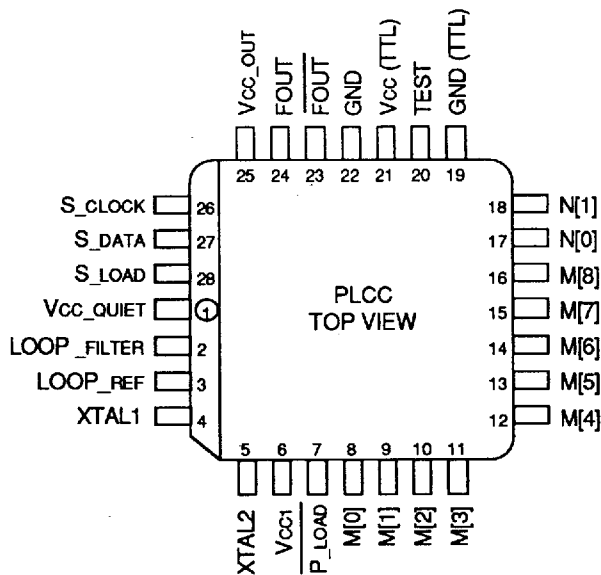 VCC_OUT
FOUT
FOUT
GND
VCC (TTL)
TEST
GND (TTL)
25 24 23 22 21 20 19
S_CLOCK 26
S_DATA 27
S_LOAD 28
VCC_QUIET 1
LOOP_FILTER 2
LOOP_REF 3
XTAL1 4
PLCC
TOP VIEW
18 N[1]
17 N[0]
16 M[8]
15 M[7]
14 M[6]
13 M[5]
12 M[4]
5 6 7 8 9 10 11
XTAL2
VCC1
P_LOAD
M[0]
M[1]
M[2]
M[3]